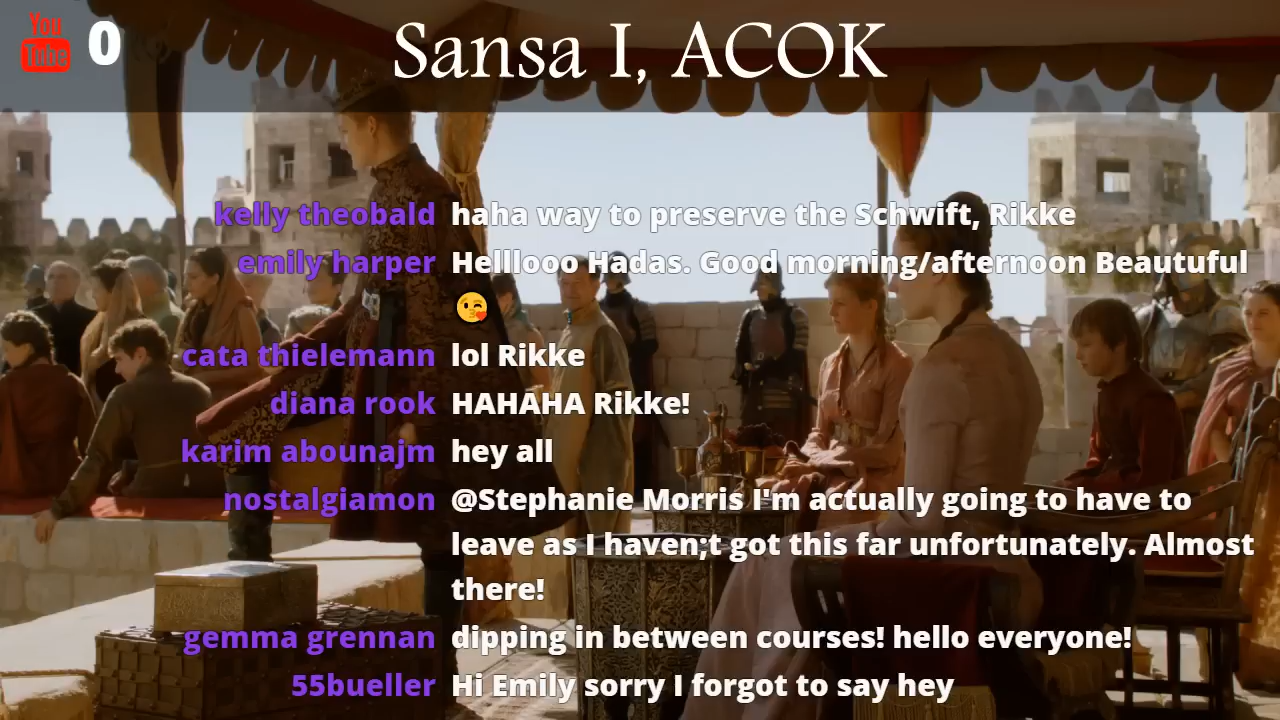 You
Tube
0
Sansa I, ACOK
kelly theobald haha way to preserve the Schwift, Rikke
emily harper Helllooo Hadas. Good morning/afternoon Beautuful
😘
cata thielemann lol Rikke
diana rook HAHAHA Rikke!
karim abounajm hey all
nostalgiamon @Stephanie Morris I'm actually going to have to
leave as I haven;t got this far unfortunately. Almost
there!
gemma grennan dipping in between courses! hello everyone!
55bueller Hi Emily sorry I forgot to say hey